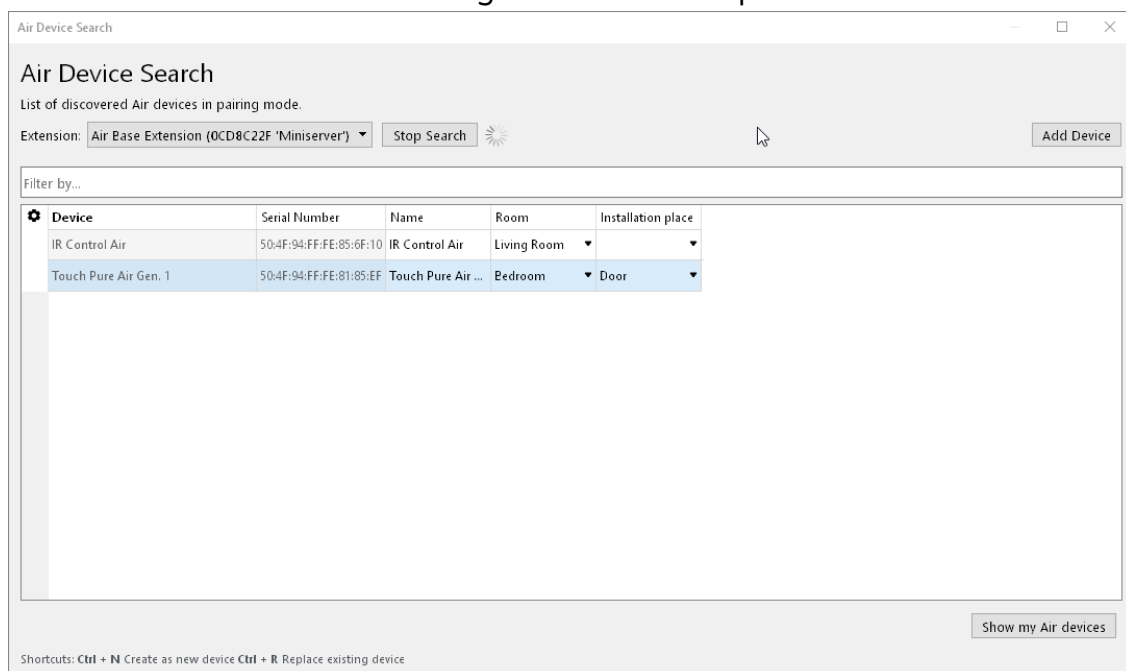 Air Device Search
Air Device Search
List of discovered Air devices in pairing mode.
Extension: Air Base Extension (0CD8C22F 'Miniserver') Stop Search Add Device
Filter by...
Device Serial Number Name Room Installation place
IR Control Air 50:4F:94:FF:FE:85:6F:10 IR Control Air Living Room
Touch Pure Air Gen. 1 50:4F:94:FF:FE:81:85:EF Touch Pure Air ... Bedroom Door
Show my Air devices
Shortcuts: Ctrl + N Create as new device Ctrl + R Replace existing device